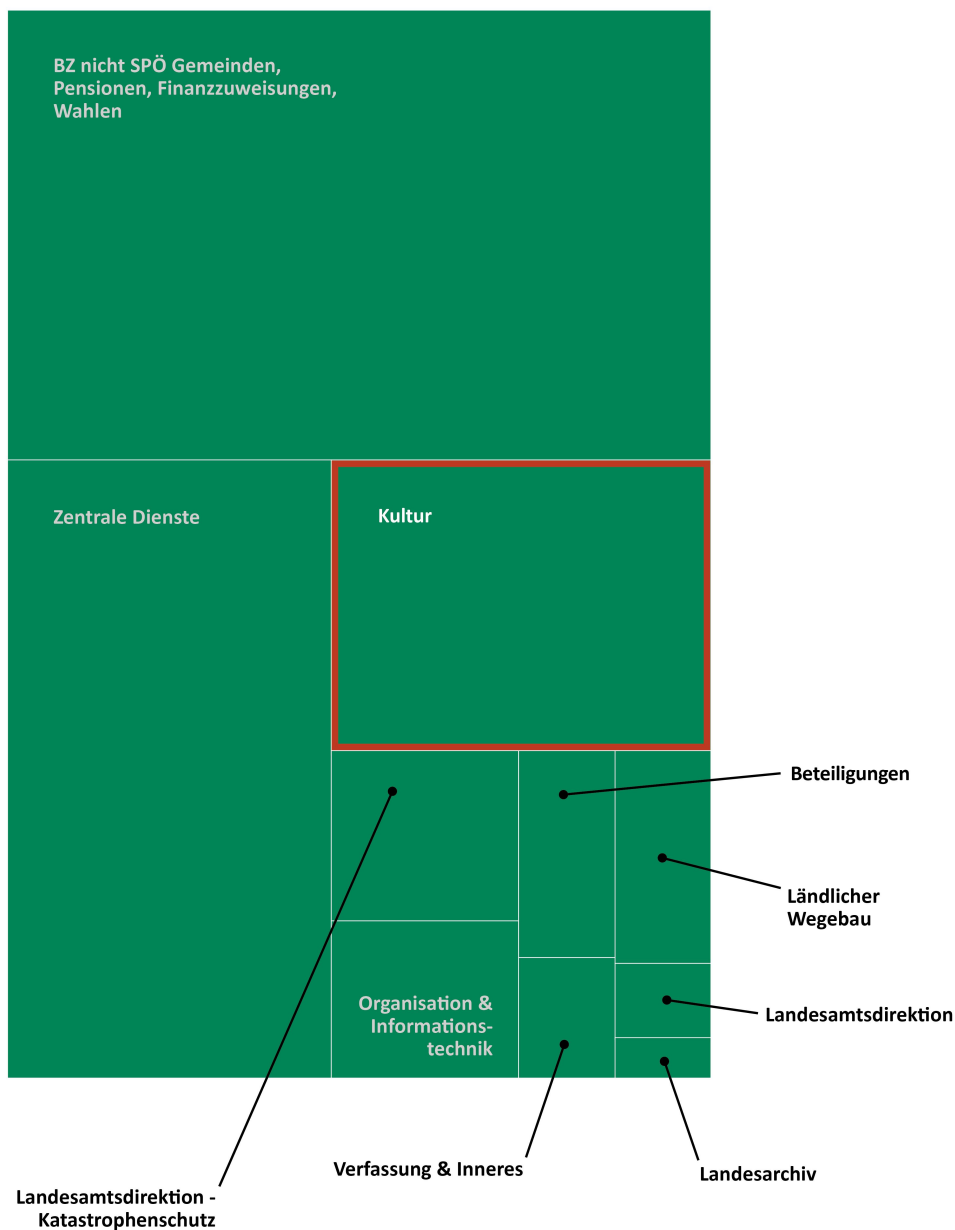 BZ nicht SPÖ Gemeinden,
Pensionen, Finanzzuweisungen,
Wahlen
Zentrale Dienste
Kultur
Beteiligungen
Ländlicher
Wegebau
Organisation &
Informations-
technik
Landesamtsdirektion
Verfassung & Inneres
Landesarchiv
Landesamtsdirektion -
Katastrophenschutz